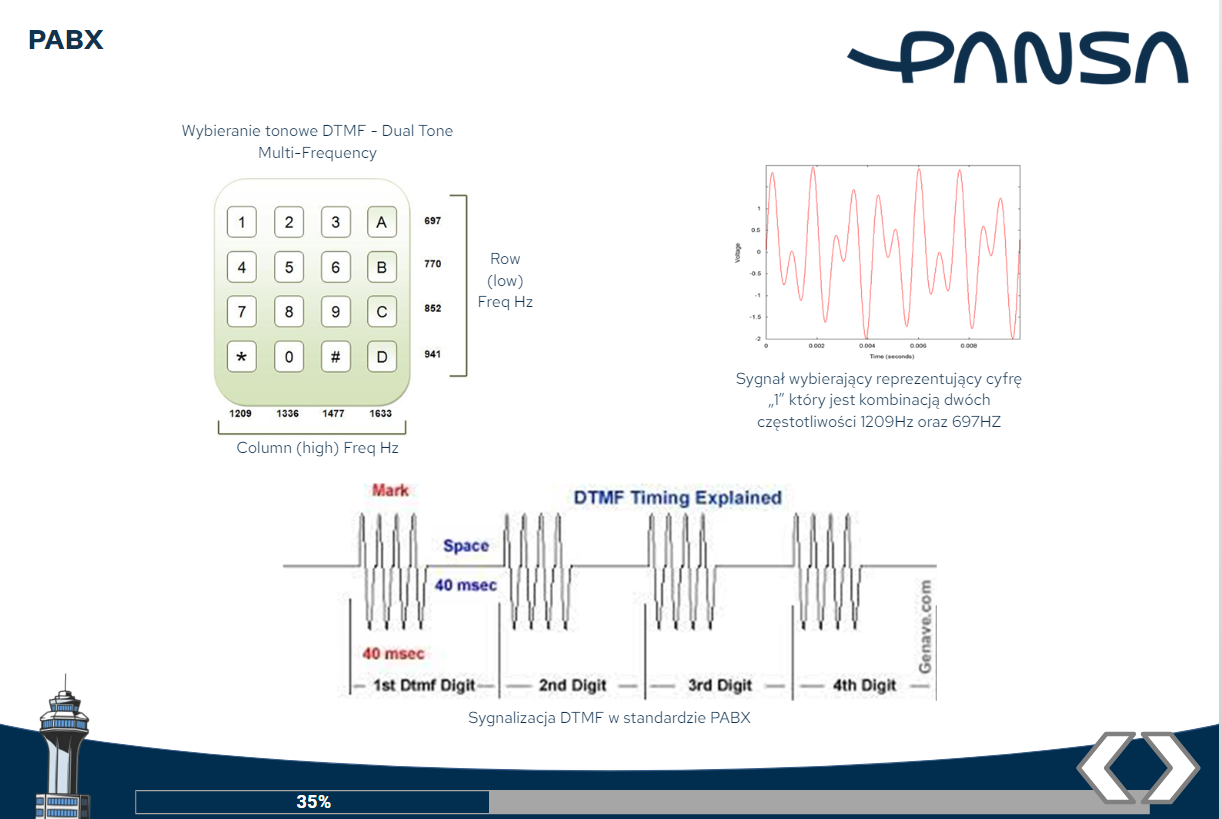 PABX
PANSA
Wybieranie tonowe DTMF - Dual Tone
Multi-Frequency
1 2 3 A 697
4 5 6 B 770
7 8 9 C 852
* 0 # D 941
Row
(low)
Freq Hz
1209 1336 1477 1633
Column (high) Freq Hz
Voltage
1
0.5
0
-0.5
-1
-1.5
-2
0 0.002 0.004 0.006 0.008
Time (seconds)
Sygnał wybierający reprezentujący cyfrę
„1” który jest kombinacją dwóch
częstotliwości 1209Hz oraz 697HZ
Mark
DTMF Timing Explained
Space
40 msec
40 msec
Genave.com
1st Dtmf Digit 2nd Digit 3rd Digit 4th Digit
Sygnalizacja DTMF w standardzie PABX
35%